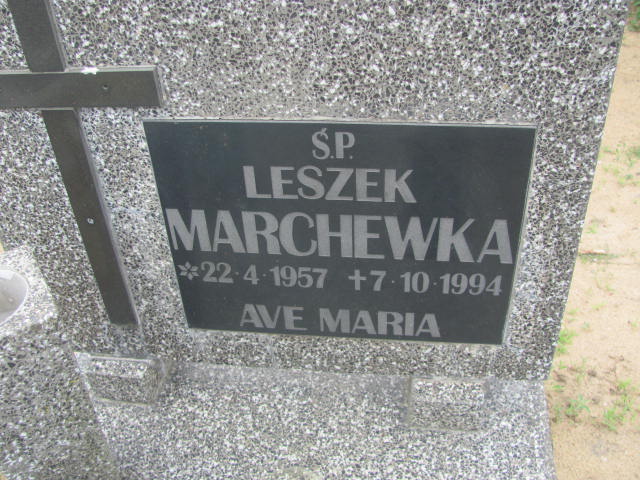 Ś.P.
LESZEK
MARCHEWKA
*22·4·1957 †7·10·1994
AVE MARIA